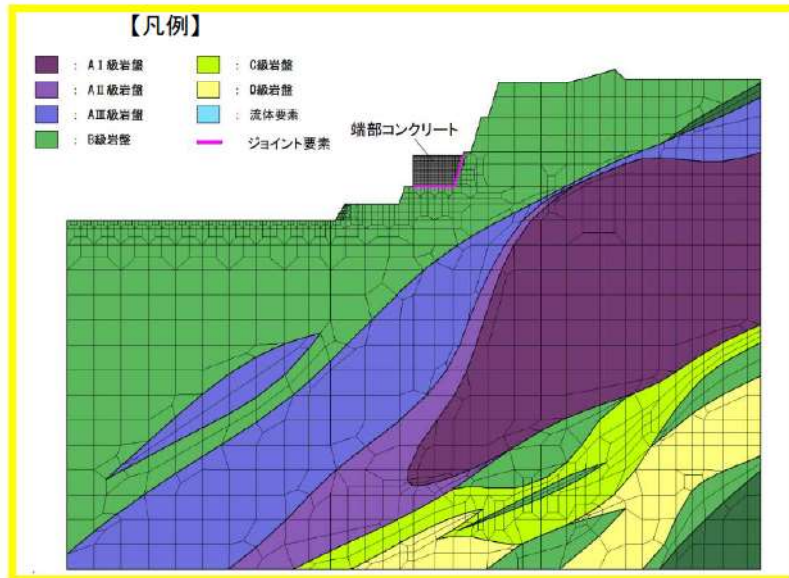 【凡例】
: AⅠ級岩盤
: AⅡ級岩盤
: AⅢ級岩盤
: B級岩盤
: C級岩盤
: D級岩盤
: 流体要素
: ジョイント要素
端部コンクリート